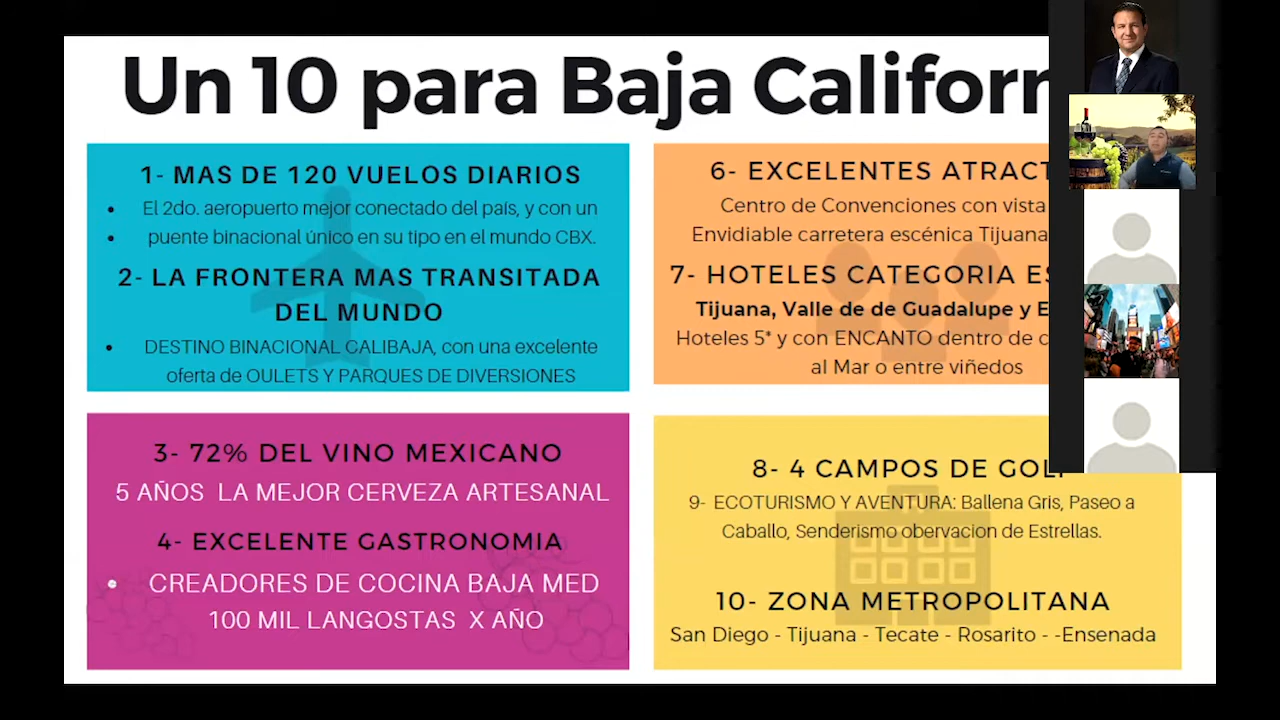 Un 10 para Baja Californ
1- MAS DE 120 VUELOS DIARIOS
• El 2do. aeropuerto mejor conectado del país, y con un
• puente binacional único en su tipo en el mundo CBX.
2- LA FRONTERA MAS TRANSITADA
DEL MUNDO
• DESTINO BINACIONAL CALIBAJA, con una excelente
oferta de OULETS Y PARQUES DE DIVERSIONES
3- 72% DEL VINO MEXICANO
5 AÑOS LA MEJOR CERVEZA ARTESANAL
4- EXCELENTE GASTRONOMIA
• CREADORES DE COCINA BAJA MED
100 MIL LANGOSTAS X AÑO
6- EXCELENTES ATRACT
Centro de Convenciones con vista
Envidiable carretera escénica Tijuana
7- HOTELES CATEGORIA ES
Tijuana, Valle de de Guadalupe y E
Hoteles 5* y con ENCANTO dentro de c
al Mar o entre viñedos
8- 4 CAMPOS DE GOLF
9- ECOTURISMO Y AVENTURA: Ballena Gris, Paseo a
Caballo, Senderismo obervacion de Estrellas.
10- ZONA METROPOLITANA
San Diego - Tijuana - Tecate - Rosarito - -Ensenada